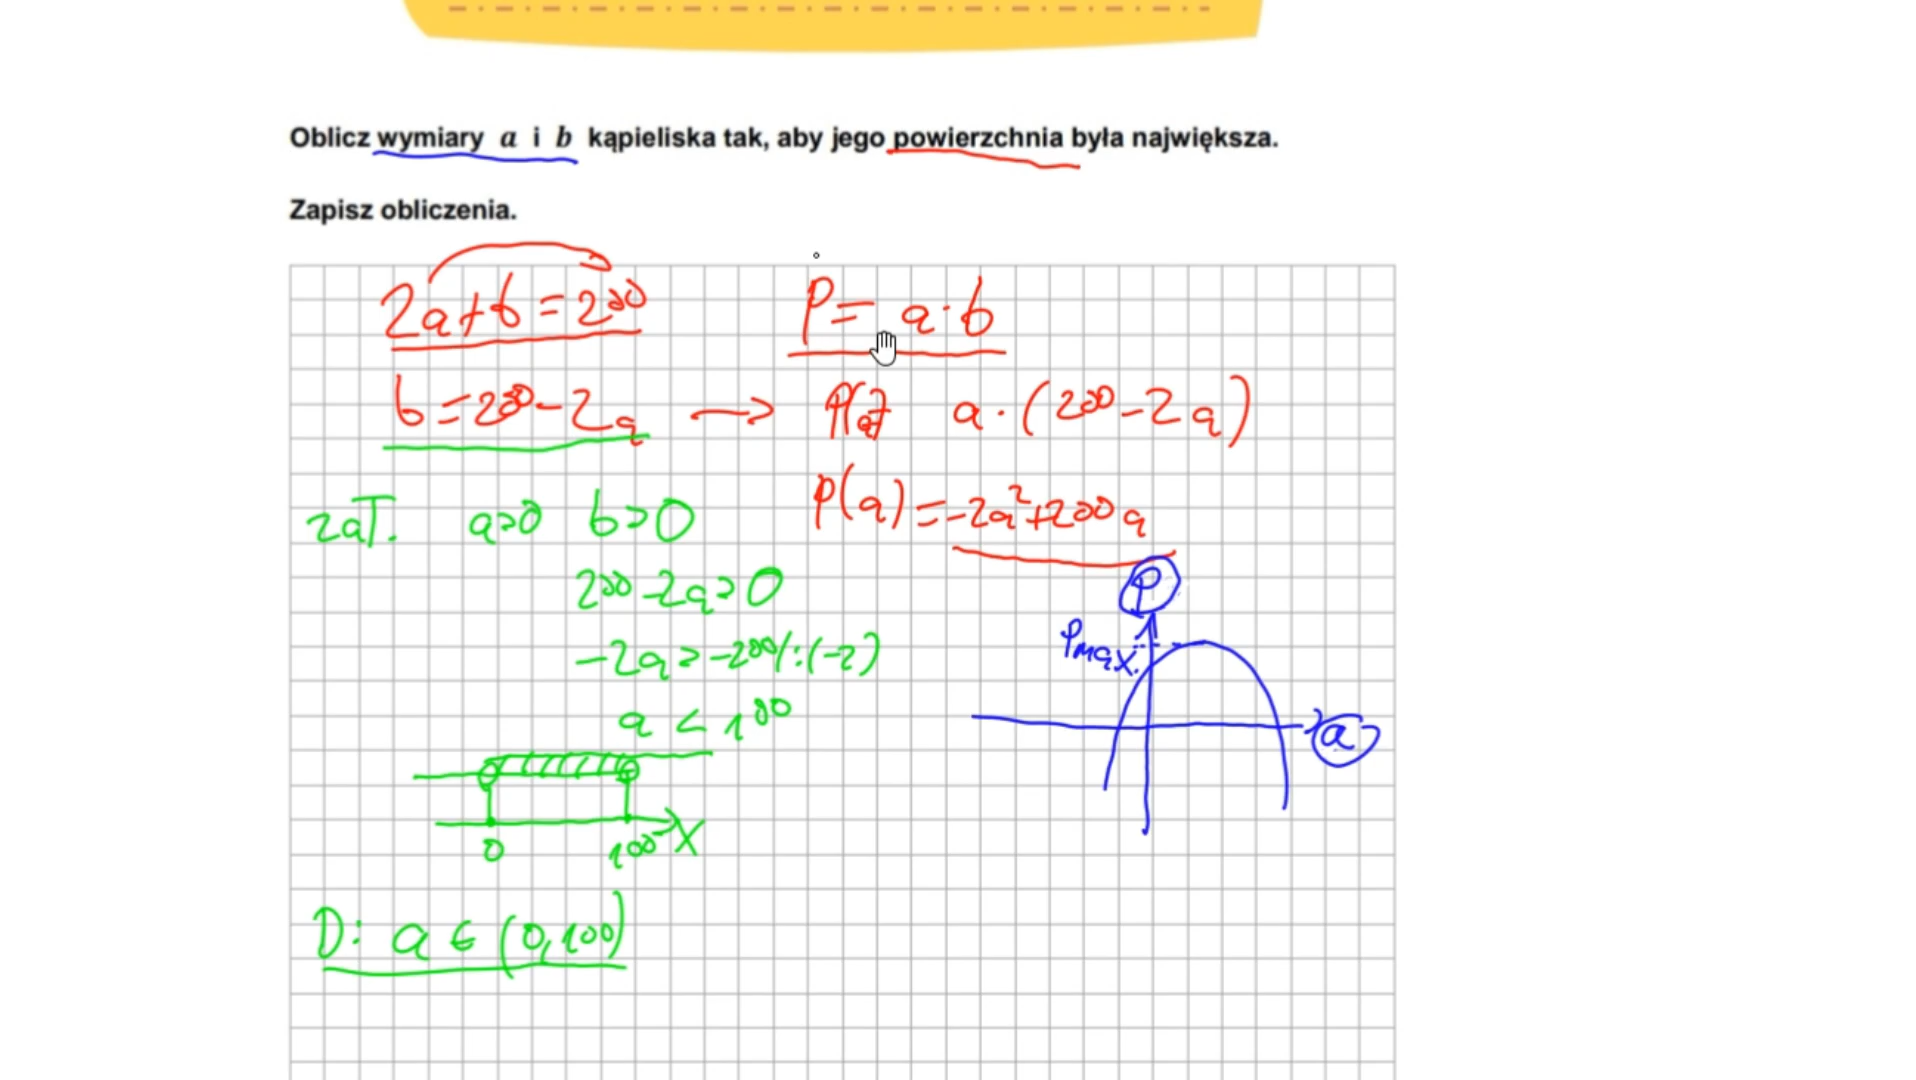 Oblicz wymiary a i b kąpieliska tak, aby jego powierzchnia była największa.
Zapisz obliczenia.
2a+b=200
P= a·b
b=200-2a → P(a)= a·(200-2a)
P(a)=-2a²+200a
zaT. a>0 b>0
200-2a>0
-2a>-200/:(-2)
a<100
0 100 X
D: a∈(0,100)
P
Pmax
a